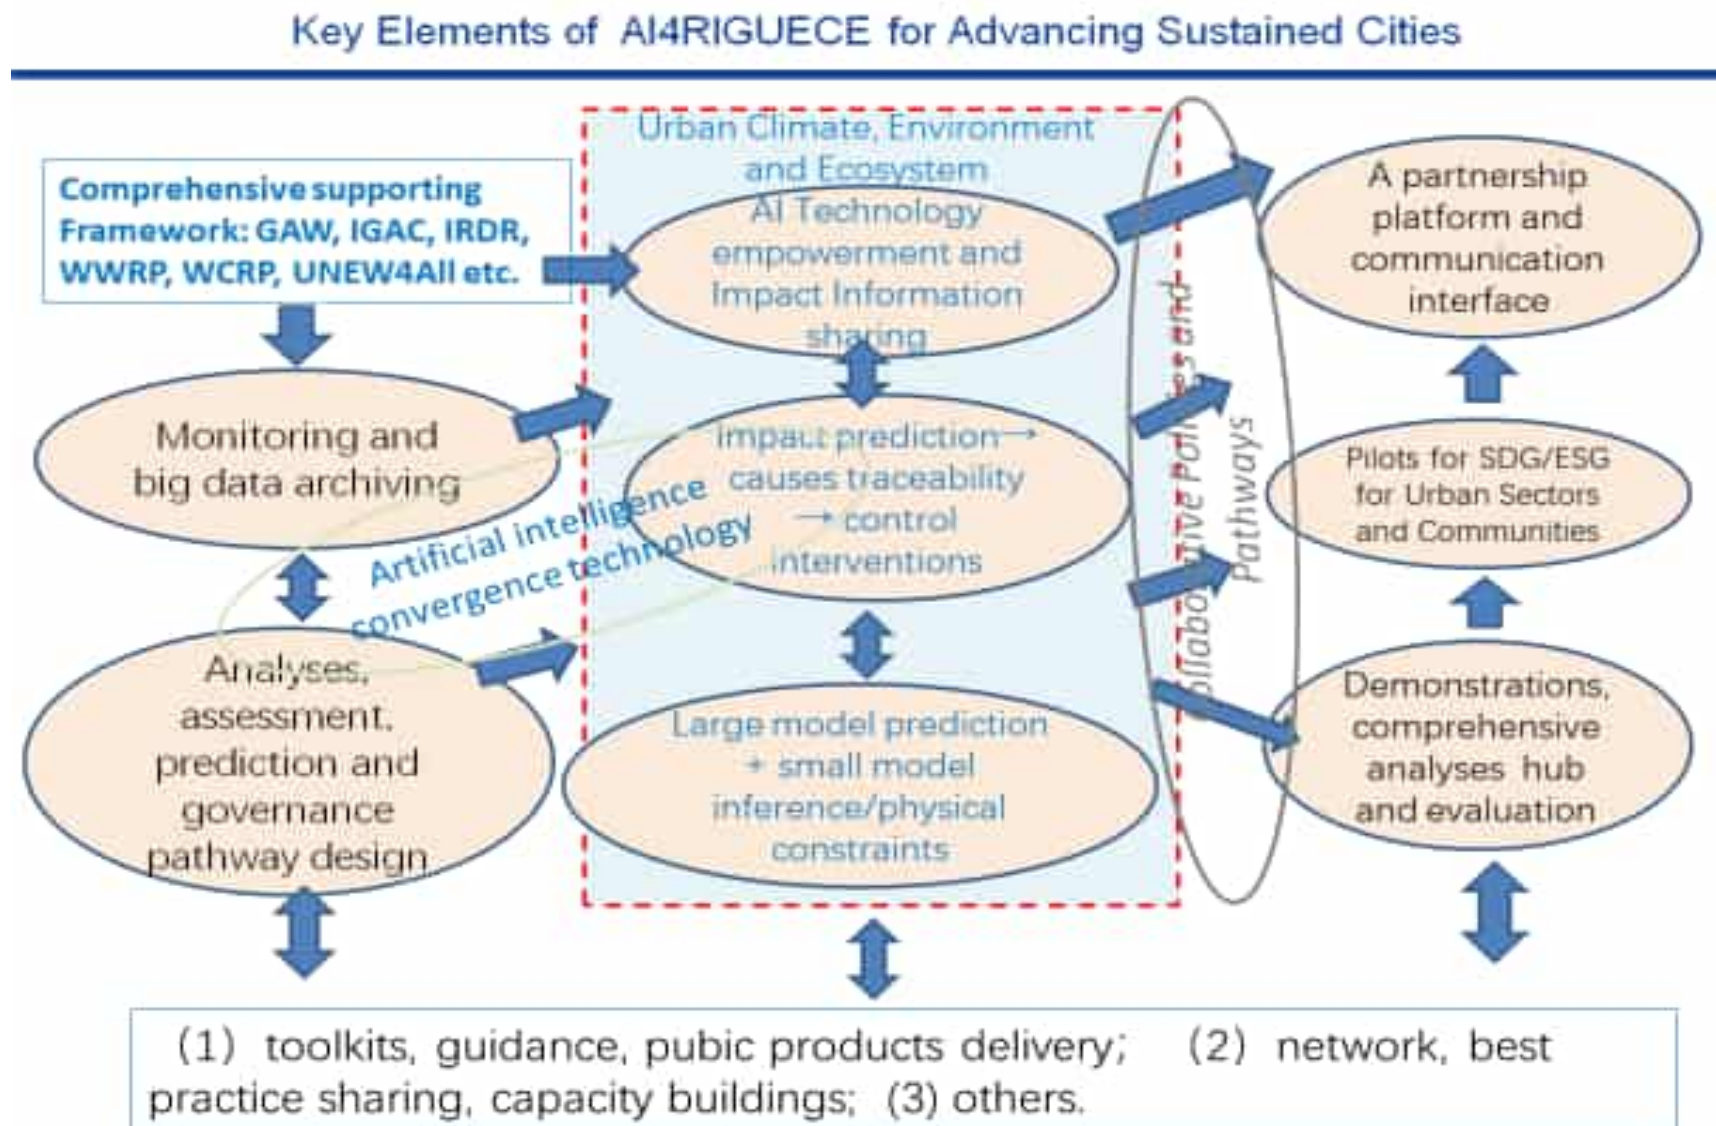 Key Elements of AI4RIGUECE for Advancing Sustained Cities
Comprehensive supporting
Framework: GAW, IGAC, IRDR,
WWRP, WCRP, UNEW4All etc.
Monitoring and
big data archiving
Artificial intelligence
convergence technology
Analyses,
assessment,
prediction and
governance
pathway design
Urban Climate, Environment
and Ecosystem
AI Technology
empowerment and
Impact Information
sharing
impact prediction→
causes traceability
→ control
interventions
Large model prediction
+ small model
inference/physical
constraints
and
Pathways
A partnership
platform and
communication
interface
Pilots for SDG/ESG
for Urban Sectors
and Communities
Demonstrations,
comprehensive
analyses hub
and evaluation
(1) toolkits, guidance, pubic products delivery; (2) network, best
practice sharing, capacity buildings; (3) others.